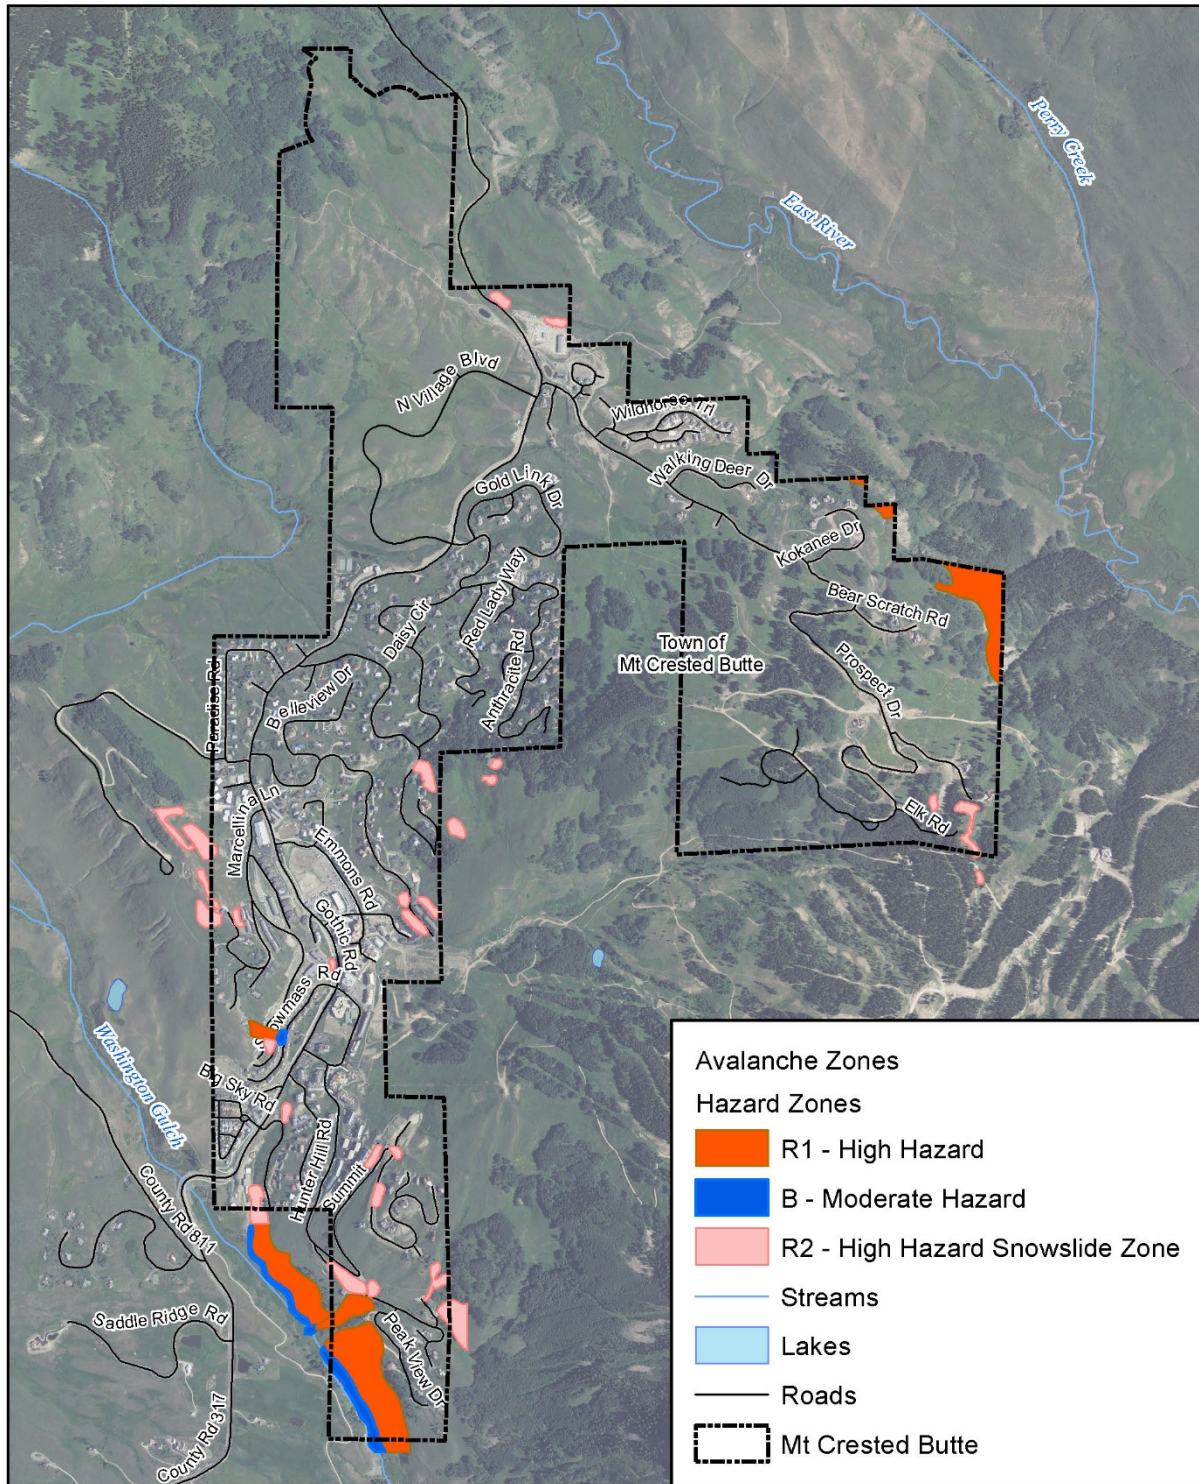 Perry Creek
East River
N Village Blvd
Wildhorse Trl
Walking Deer Dr
Gold Link Dr
Kokanee Dr
Bear Scratch Rd
Red Lady Way
Daisy Cir
Town of
Mt Crested Butte
Anthracite Rd
Prospect Dr
Paradise Rd
Belleview Dr
Marcellina Ln
Elk Rd
Emmons Rd
Gothic Rd
Snowmass Rd
Washington Gulch
Big Sky Rd
Hunter Hill Rd
Summit
County Rd 811
Saddle Ridge Rd
Peak View Dr
County Rd 317
Avalanche Zones
Hazard Zones
R1 - High Hazard
B - Moderate Hazard
R2 - High Hazard Snowslide Zone
Streams
Lakes
Roads
Mt Crested Butte